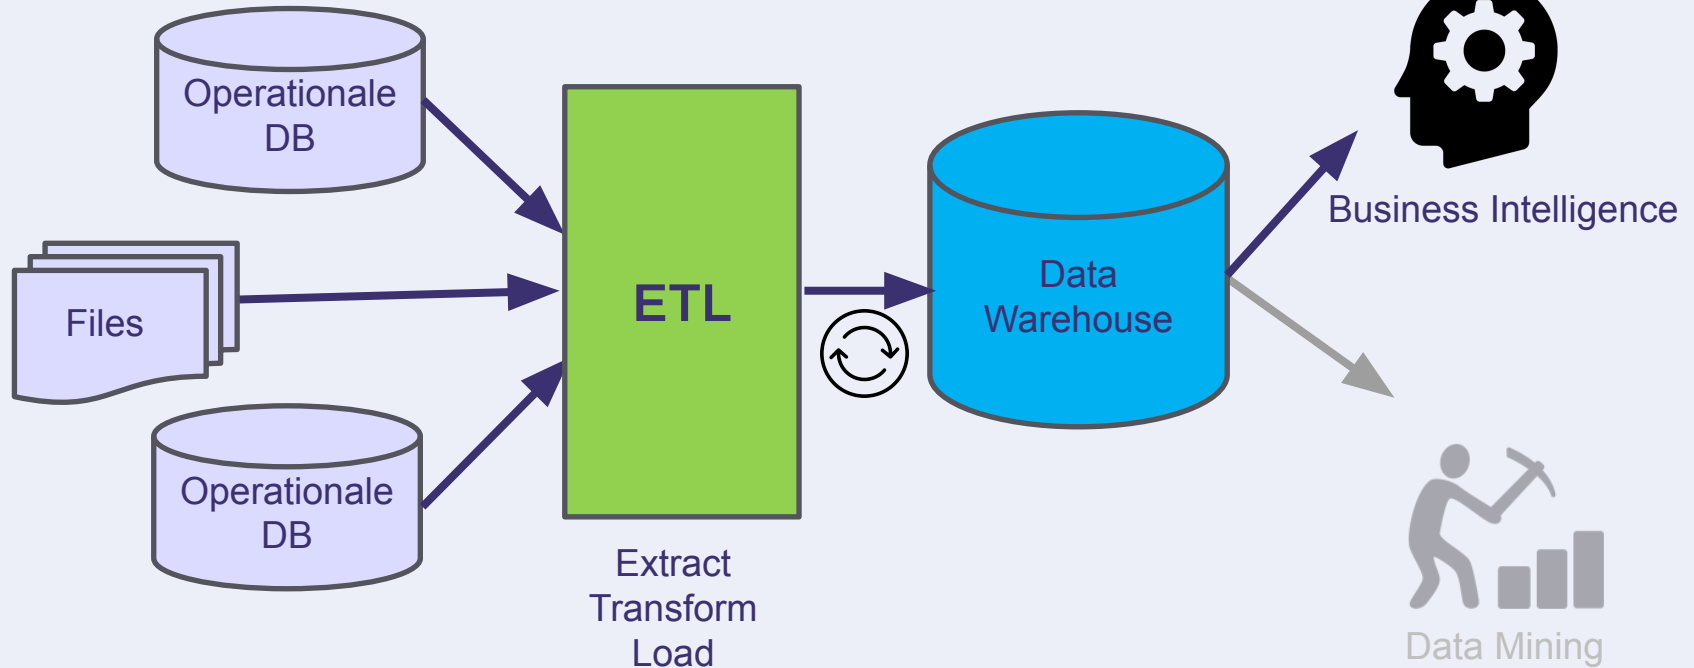 Operationale
DB
Files
Operationale
DB
ETL
Extract
Transform
Load
Data
Warehouse
Business Intelligence
Data Mining